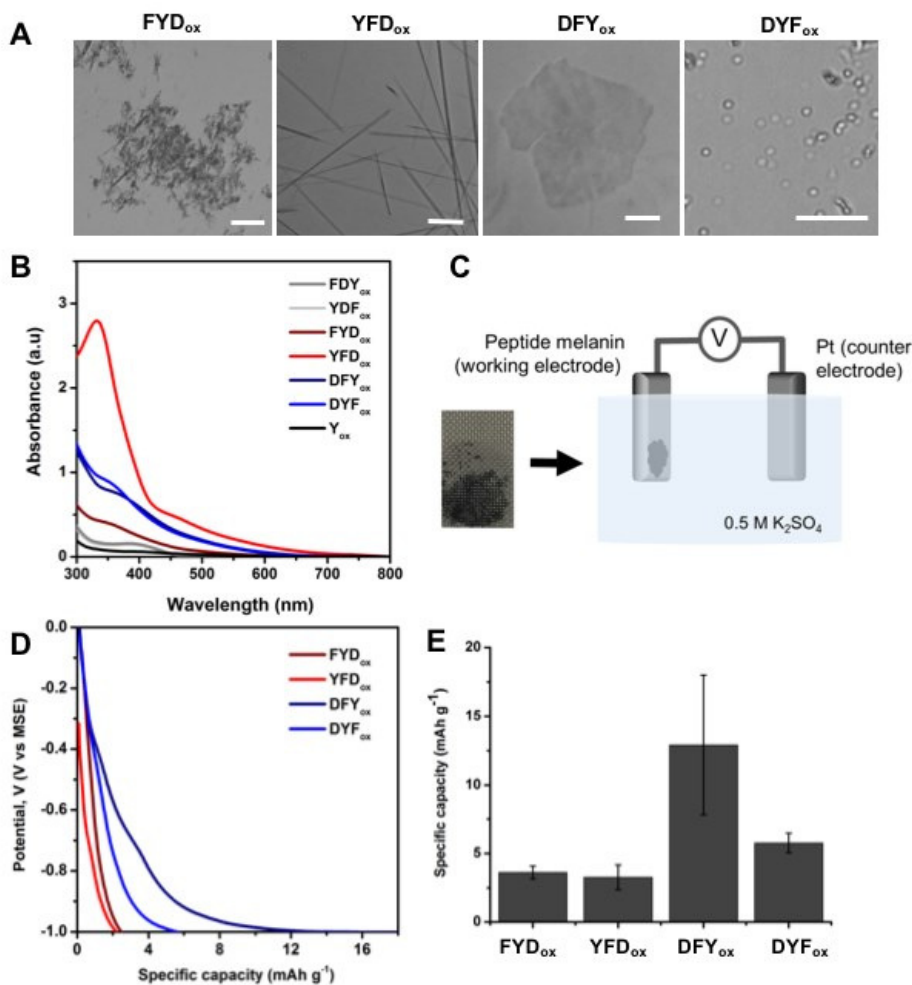 A
FYDox
YFDox
DFYox
DYFox
B
Absorbance (a.u)
3
2
1
0
300 400 500 600 700 800
Wavelength (nm)
FDYox
YDFox
FYDox
YFDox
DFYox
DYFox
Yox
C
Peptide melanin
(working electrode)
V
Pt (counter
electrode)
0.5 M K2SO4
D
Potential, V (V vs MSE)
0.0
-0.2
-0.4
-0.6
-0.8
-1.0
0 4 8 12 16
Specific capacity (mAh g-1)
FYDox
YFDox
DFYox
DYFox
E
Specific capacity (mAh g-1)
20
15
10
5
0
FYDox YFDox DFYox DYFox